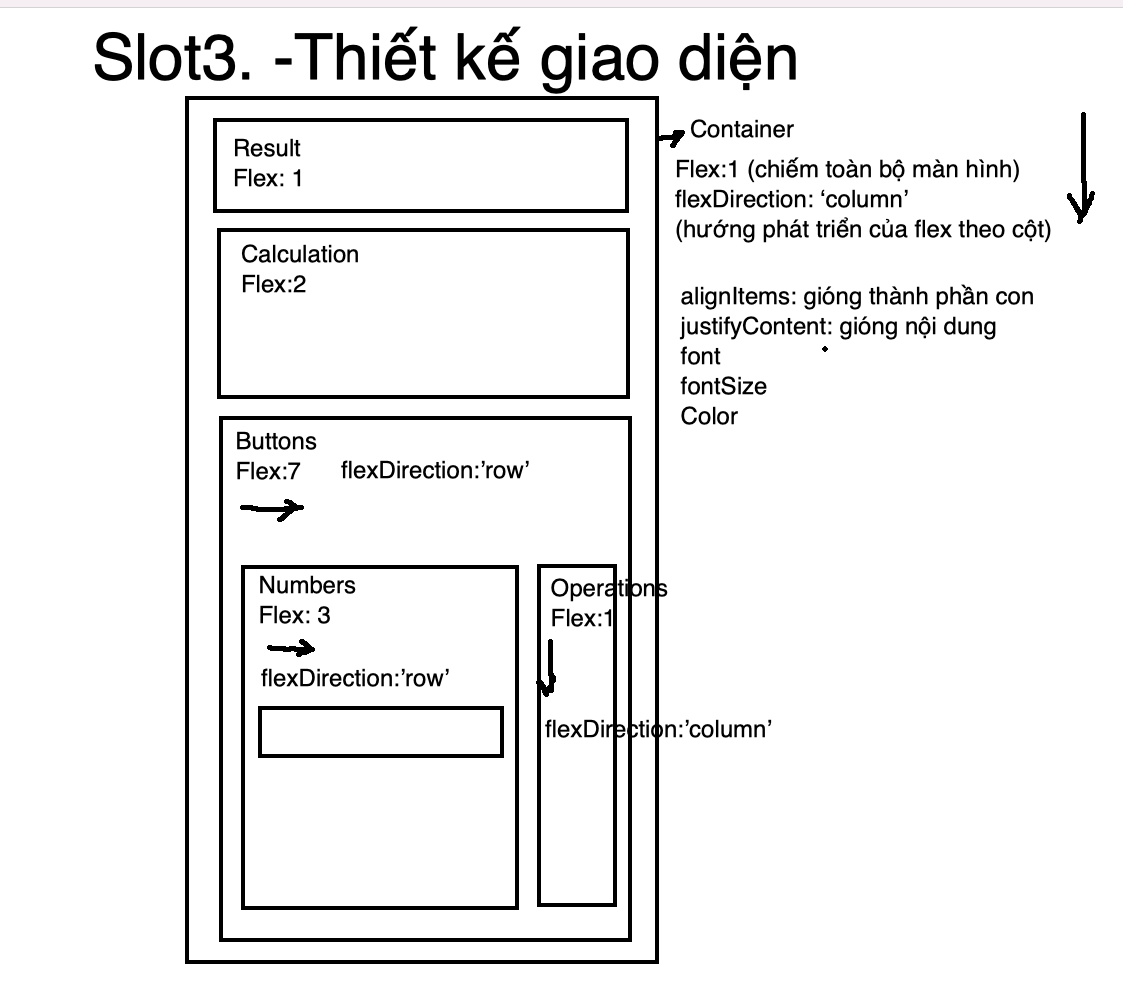 Slot3. -Thiết kế giao diện
Result
Flex: 1
Container
Flex:1 (chiếm toàn bộ màn hình)
flexDirection: ‘column’
(hướng phát triển của flex theo cột)
Calculation
Flex:2
alignItems: gióng thành phần con
justifyContent: gióng nội dung
font
fontSize
Color
Buttons
Flex:7 flexDirection:’row’
Numbers
Flex: 3
flexDirection:’row’
Operations
Flex:1
flexDirection:’column’